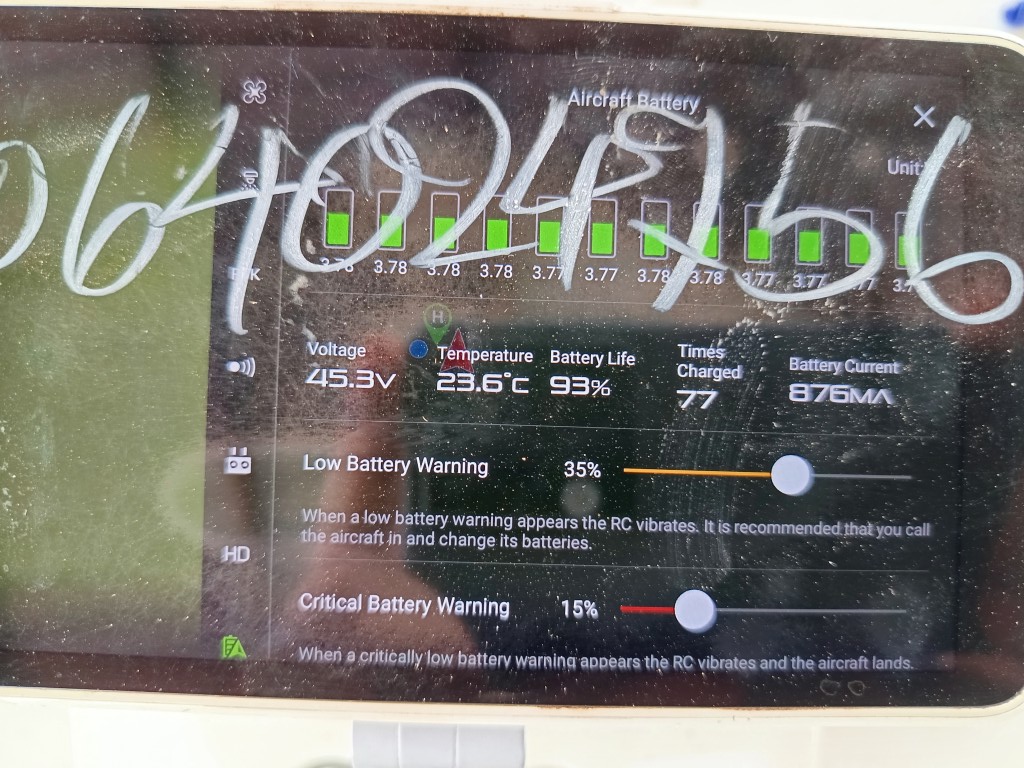 064024756
Aircraft Battery
Unit:
3.78 3.78 3.78 3.78 3.77 3.77 3.78 3.78 3.77 3.77
Voltage Temperature Battery Life Times Charged Battery Current
45.3V 23.6°C 93% 77 876MA
Low Battery Warning 35%
When a low battery warning appears the RC vibrates. It is recommended that you call
the aircraft in and change its batteries.
HD
Critical Battery Warning 15%
When a critically low battery warning appears the RC vibrates and the aircraft lands.